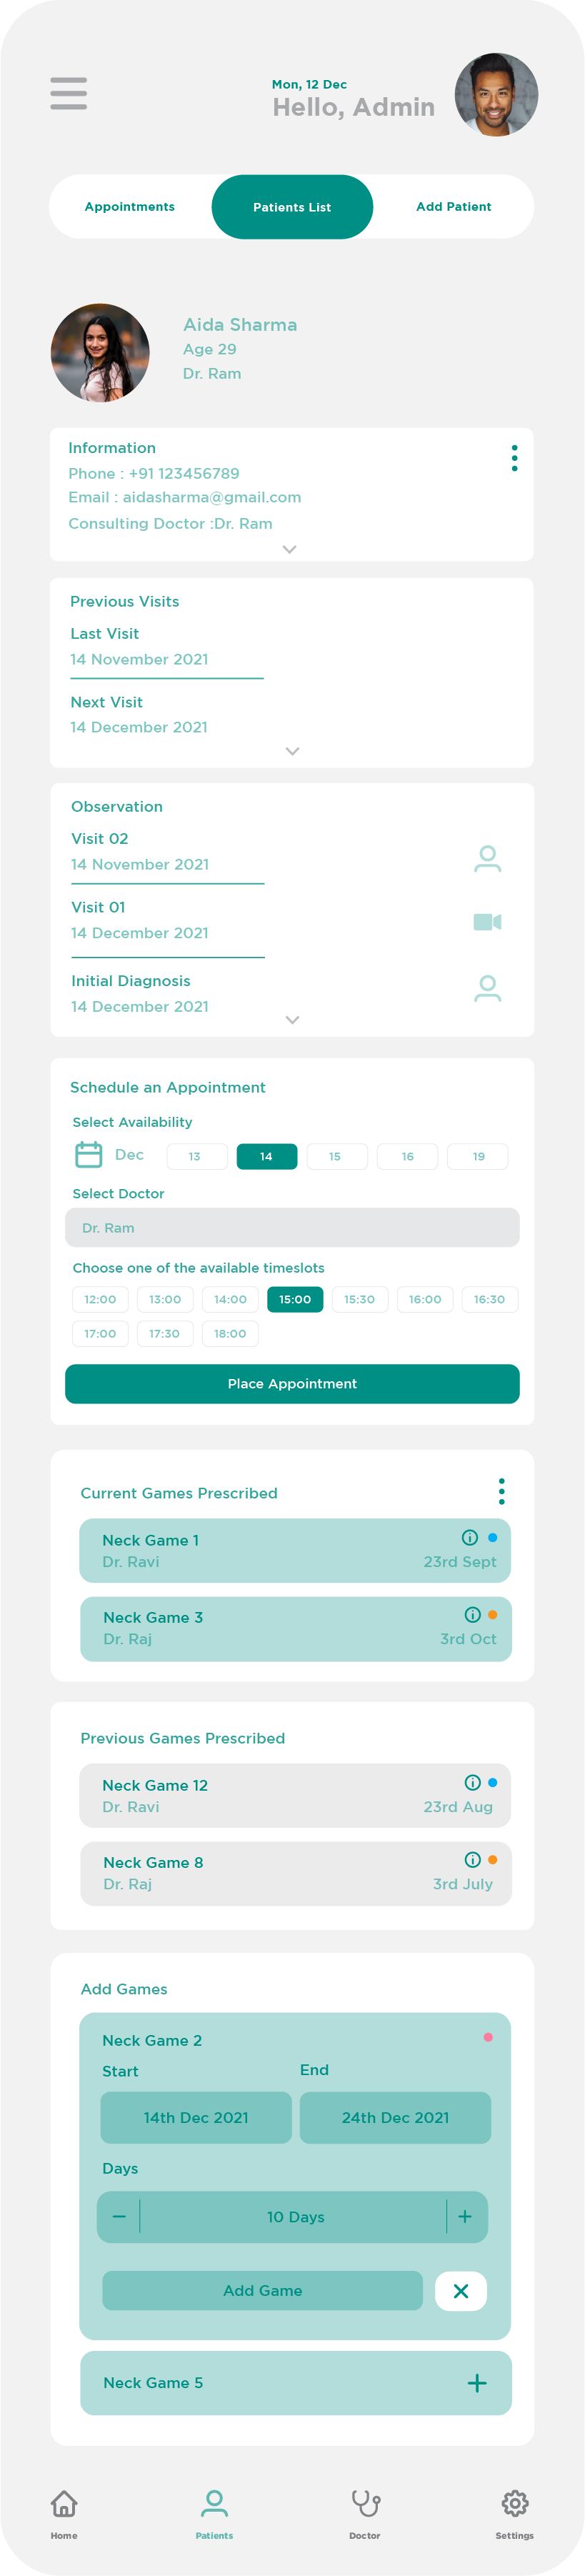 Mon, 12 Dec
Hello, Admin
Appointments
Patients List
Add Patient
Aida Sharma
Age 29
Dr. Ram
Information
Phone : +91 123456789
Email : aidasharma@gmail.com
Consulting Doctor :Dr. Ram
Previous Visits
Last Visit
14 November 2021
Next Visit
14 December 2021
Observation
Visit 02
14 November 2021
Visit 01
14 December 2021
Initial Diagnosis
14 December 2021
Schedule an Appointment
Select Availability
Dec 13 14 15 16 19
Select Doctor
Dr. Ram
Choose one of the available timeslots
12:00 13:00 14:00 15:00 15:30 16:00 16:30
17:00 17:30 18:00
Place Appointment
Current Games Prescribed
Neck Game 1
Dr. Ravi 23rd Sept
Neck Game 3
Dr. Raj 3rd Oct
Previous Games Prescribed
Neck Game 12
Dr. Ravi 23rd Aug
Neck Game 8
Dr. Raj 3rd July
Add Games
Neck Game 2
Start End
14th Dec 2021 24th Dec 2021
Days
10 Days
Add Game
Neck Game 5
Home Patients Doctor Settings